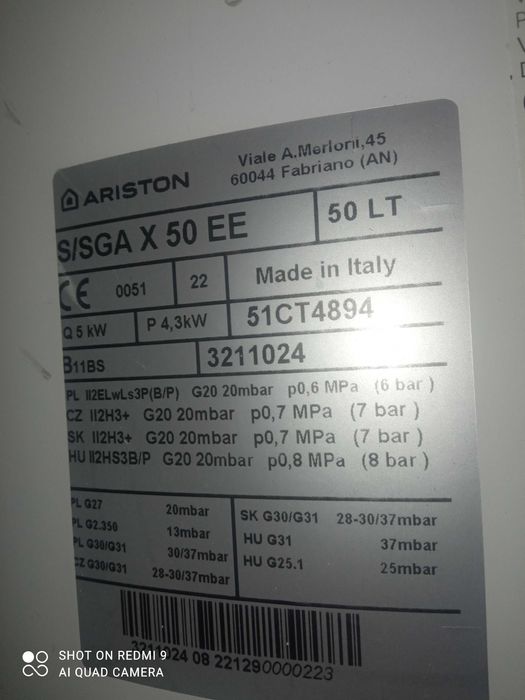 ARISTON
Viale A.Merloni,45
60044 Fabriano (AN)
S/SGA X 50 EE
50 LT
CE 0051
22
Made in Italy
Q 5 kW
P 4,3kW
51CT4894
B11BS
3211024
PL II2ELwLs3P(B/P) G20 20mbar p0,6 MPa (6 bar )
CZ II2H3+ G20 20mbar p0,7 MPa (7 bar )
SK II2H3+ G20 20mbar p0,7 MPa (7 bar )
HU II2HS3B/P G20 20mbar p0,8 MPa (8 bar )
PL G27 20mbar
PL G2.350 13mbar
PL G30/G31 30/37mbar
CZ G30/G31 28-30/37mbar
SK G30/G31 28-30/37mbar
HU G31 37mbar
HU G25.1 25mbar
3211024 08 221290000223
SHOT ON REDMI 9
AI QUAD CAMERA